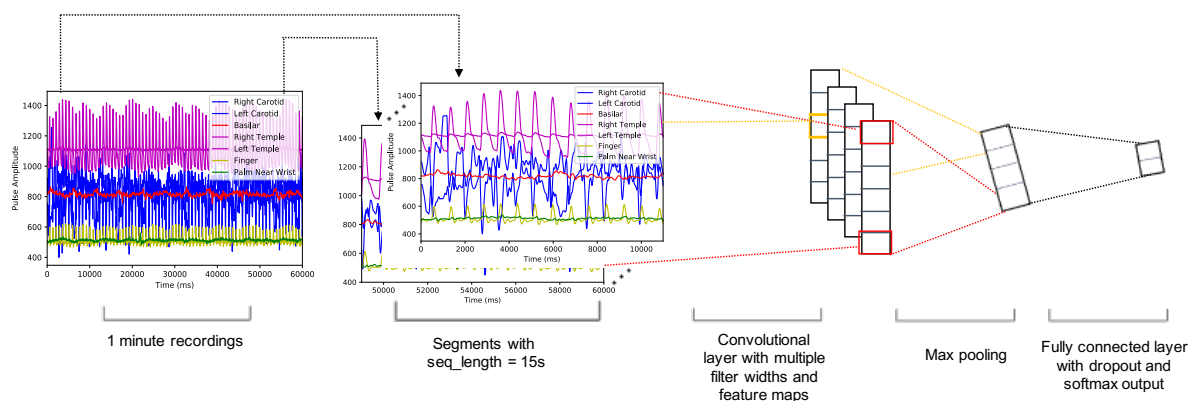 1400
1200
1000
800
600
400
Pulse Amplitude
Right Carotid
Left Carotid
Basilar
Right Temple
Left Temple
Finger
Palm Near Wrist
0 10000 20000 30000 40000 50000 60000
Time (ms)
1400
1200
1000
800
600
400
Pulse Amplitude
50000 52000 54000 56000 58000 60000
Time (ms)
1400
1200
1000
800
600
400
Pulse Amplitude
Right Carotid
Left Carotid
Basilar
Right Temple
Left Temple
Finger
Palm Near Wrist
0 2000 4000 6000 8000 10000
Time (ms)
1 minute recordings
Segments with
seq_length = 15s
Convolutional
layer with multiple
filter widths and
feature maps
Max pooling
Fully connected layer
with dropout and
softmax output